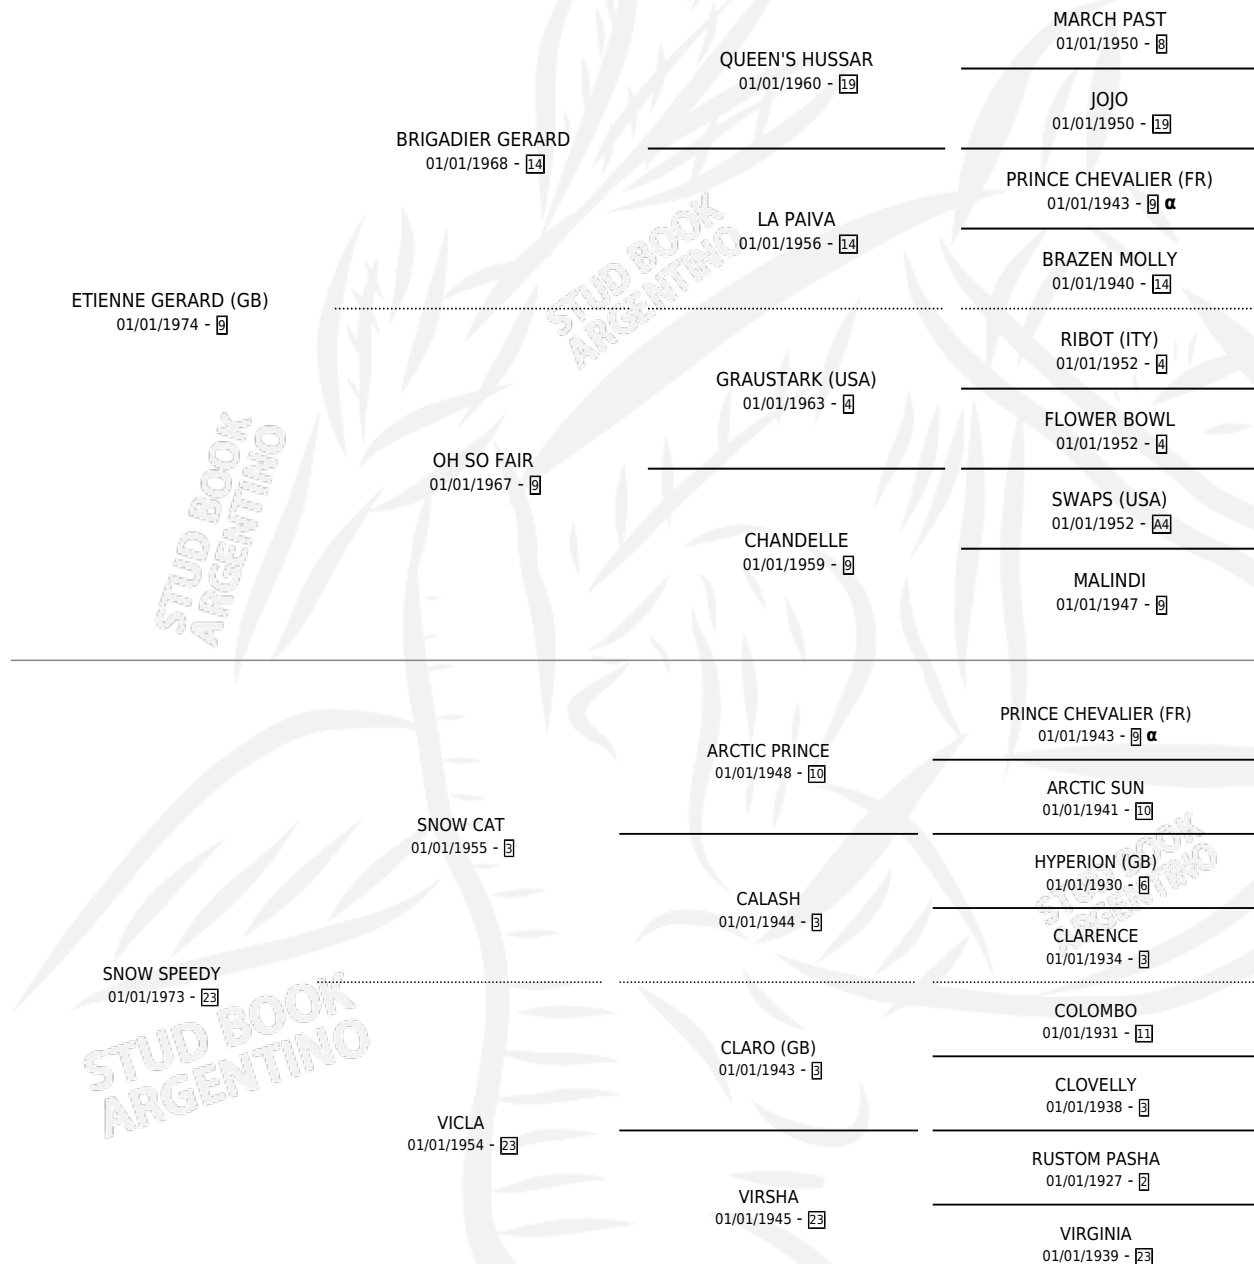 MARCH PAST
01/01/1950 - 8
QUEEN'S HUSSAR
01/01/1960 - 19
JOJO
01/01/1950 - 19
BRIGADIER GERARD
01/01/1968 - 14
PRINCE CHEVALIER (FR)
01/01/1943 - 9 α
LA PAIVA
01/01/1956 - 14
BRAZEN MOLLY
01/01/1940 - 14
ETIENNE GERARD (GB)
01/01/1974 - 9
STUD BOOK
ARGENTINO
RIBOT (ITY)
01/01/1952 - 4
GRAUSTARK (USA)
01/01/1963 - 4
FLOWER BOWL
01/01/1952 - 4
OH SO FAIR
01/01/1967 - 9
SWAPS (USA)
01/01/1952 - A4
CHANDELLE
01/01/1959 - 9
MALINDI
01/01/1947 - 9
STUD BOOK
ARGENTINO
PRINCE CHEVALIER (FR)
01/01/1943 - 9 α
ARCTIC PRINCE
01/01/1948 - 10
ARCTIC SUN
01/01/1941 - 10
SNOW CAT
01/01/1955 - 3
HYPERION (GB)
01/01/1930 - 6
CALASH
01/01/1944 - 3
CLARENCE
01/01/1934 - 3
STUD BOOK
ARGENTINO
SNOW SPEEDY
01/01/1973 - 23
COLOMBO
01/01/1931 - 11
CLARO (GB)
01/01/1943 - 3
CLOVELLY
01/01/1938 - 3
STUD BOOK
ARGENTINO
VICLA
01/01/1954 - 23
RUSTOM PASHA
01/01/1927 - 2
VIRSHA
01/01/1945 - 23
VIRGINIA
01/01/1939 - 23